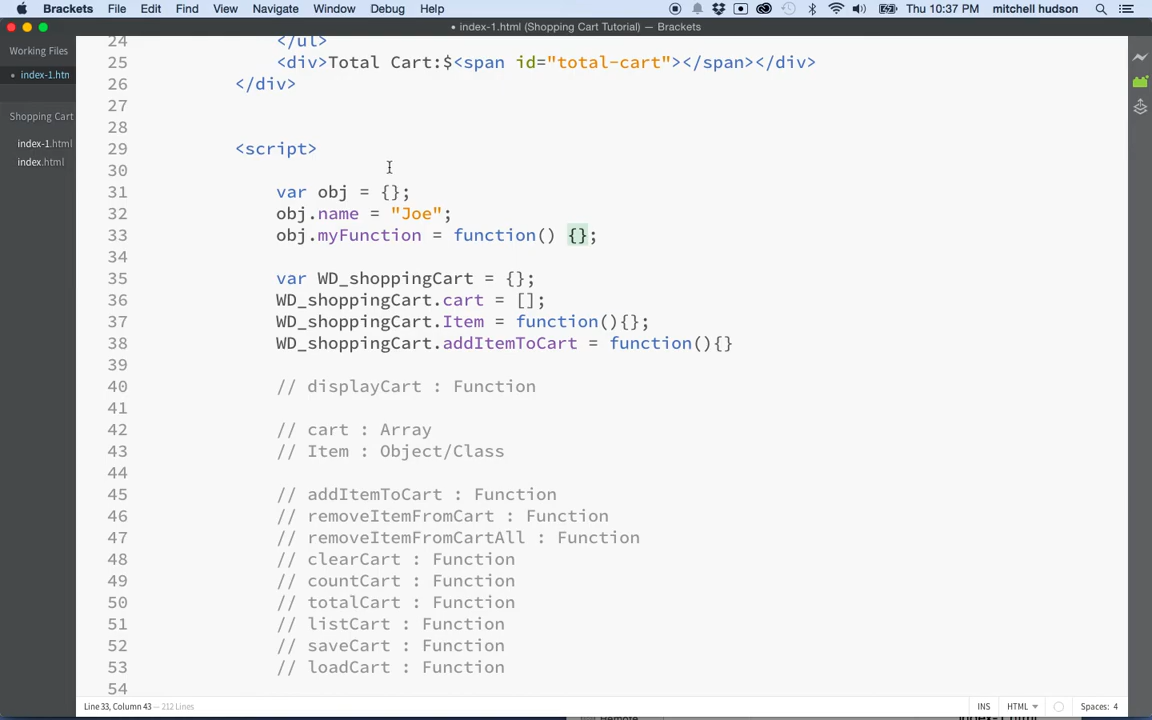 Brackets File Edit Find View Navigate Window Debug Help Thu 10:37 PM mitchell hudson
• index-1.html (Shopping Cart Tutorial) — Brackets
Working Files
• index-1.htn
Shopping Cart
index-1.html
index.html
24 </ul>
25 <div>Total Cart:$<span id="total-cart"></span></div>
26 </div>
27
28
29 <script>
30
31 var obj = {};
32 obj.name = "Joe";
33 obj.myFunction = function() {};
34
35 var WD_shoppingCart = {};
36 WD_shoppingCart.cart = [];
37 WD_shoppingCart.Item = function(){};
38 WD_shoppingCart.addItemToCart = function(){}
39
40 // displayCart : Function
41
42 // cart : Array
43 // Item : Object/Class
44
45 // addItemToCart : Function
46 // removeItemFromCart : Function
47 // removeItemFromCartAll : Function
48 // clearCart : Function
49 // countCart : Function
50 // totalCart : Function
51 // listCart : Function
52 // saveCart : Function
53 // loadCart : Function
54
Line 33, Column 43 — 212 Lines INS HTML Spaces: 4